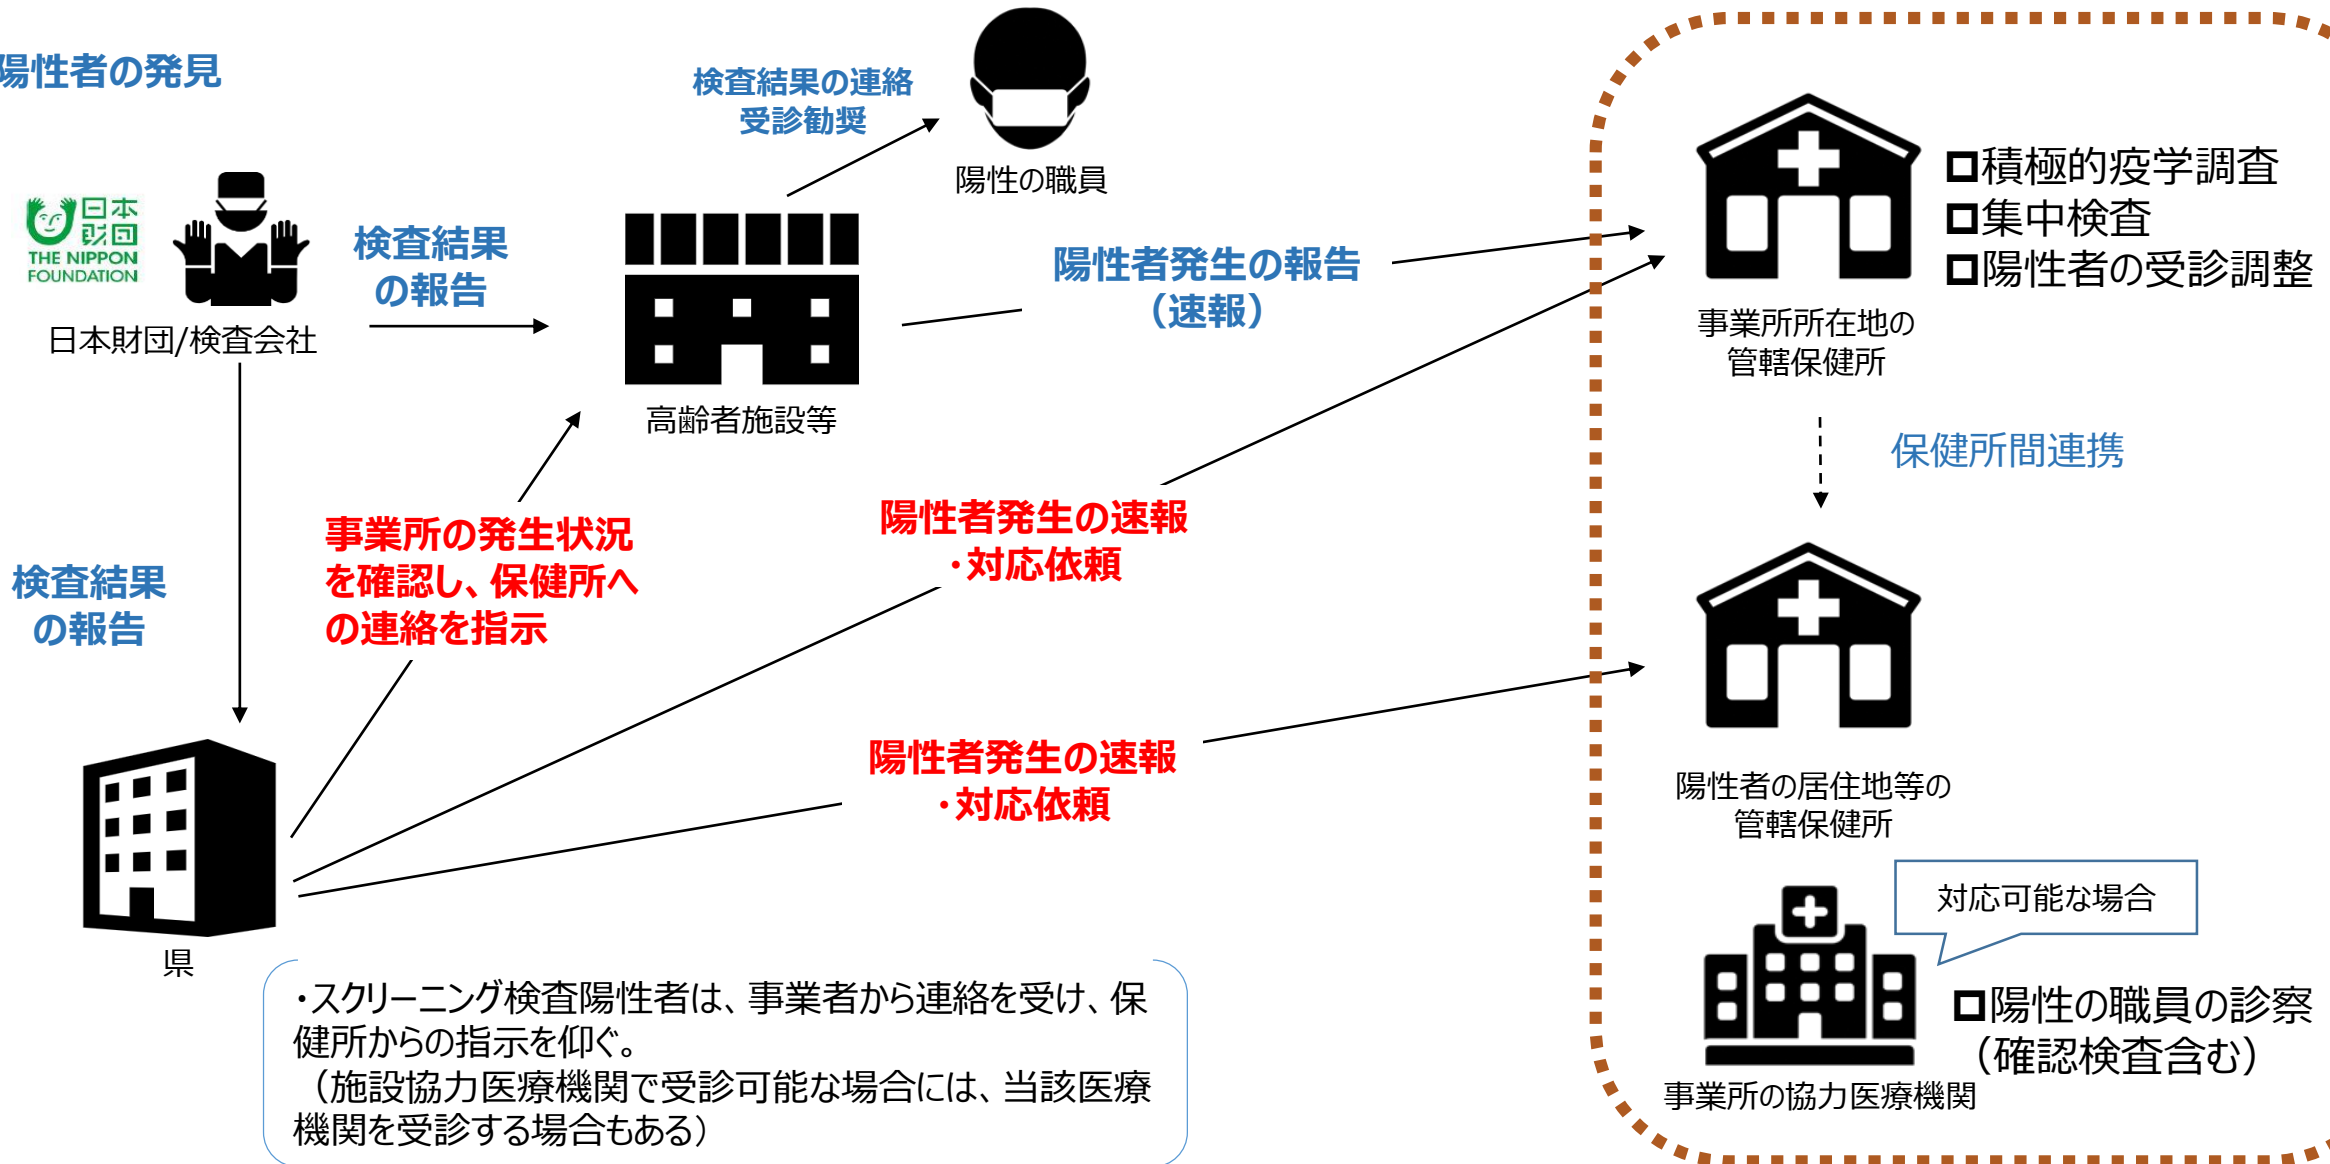 陽性者の発見
検査結果の連絡
受診勧奨
陽性の職員
日本
財団
THE NIPPON
FOUNDATION
日本財団/検査会社
検査結果
の報告
高齢者施設等
陽性者発生の報告
（速報）
事業所所在地の
管轄保健所
積極的疫学調査
集中検査
陽性者の受診調整
保健所間連携
検査結果
の報告
事業所の発生状況
を確認し、保健所へ
の連絡を指示
陽性者発生の速報
・対応依頼
陽性者発生の速報
・対応依頼
陽性者の居住地等の
管轄保健所
県
対応可能な場合
陽性の職員の診察
（確認検査含む）
事業所の協力医療機関
・スクリーニング検査陽性者は、事業者から連絡を受け、保
健所からの指示を仰ぐ。
（施設協力医療機関で受診可能な場合には、当該医療
機関を受診する場合もある）